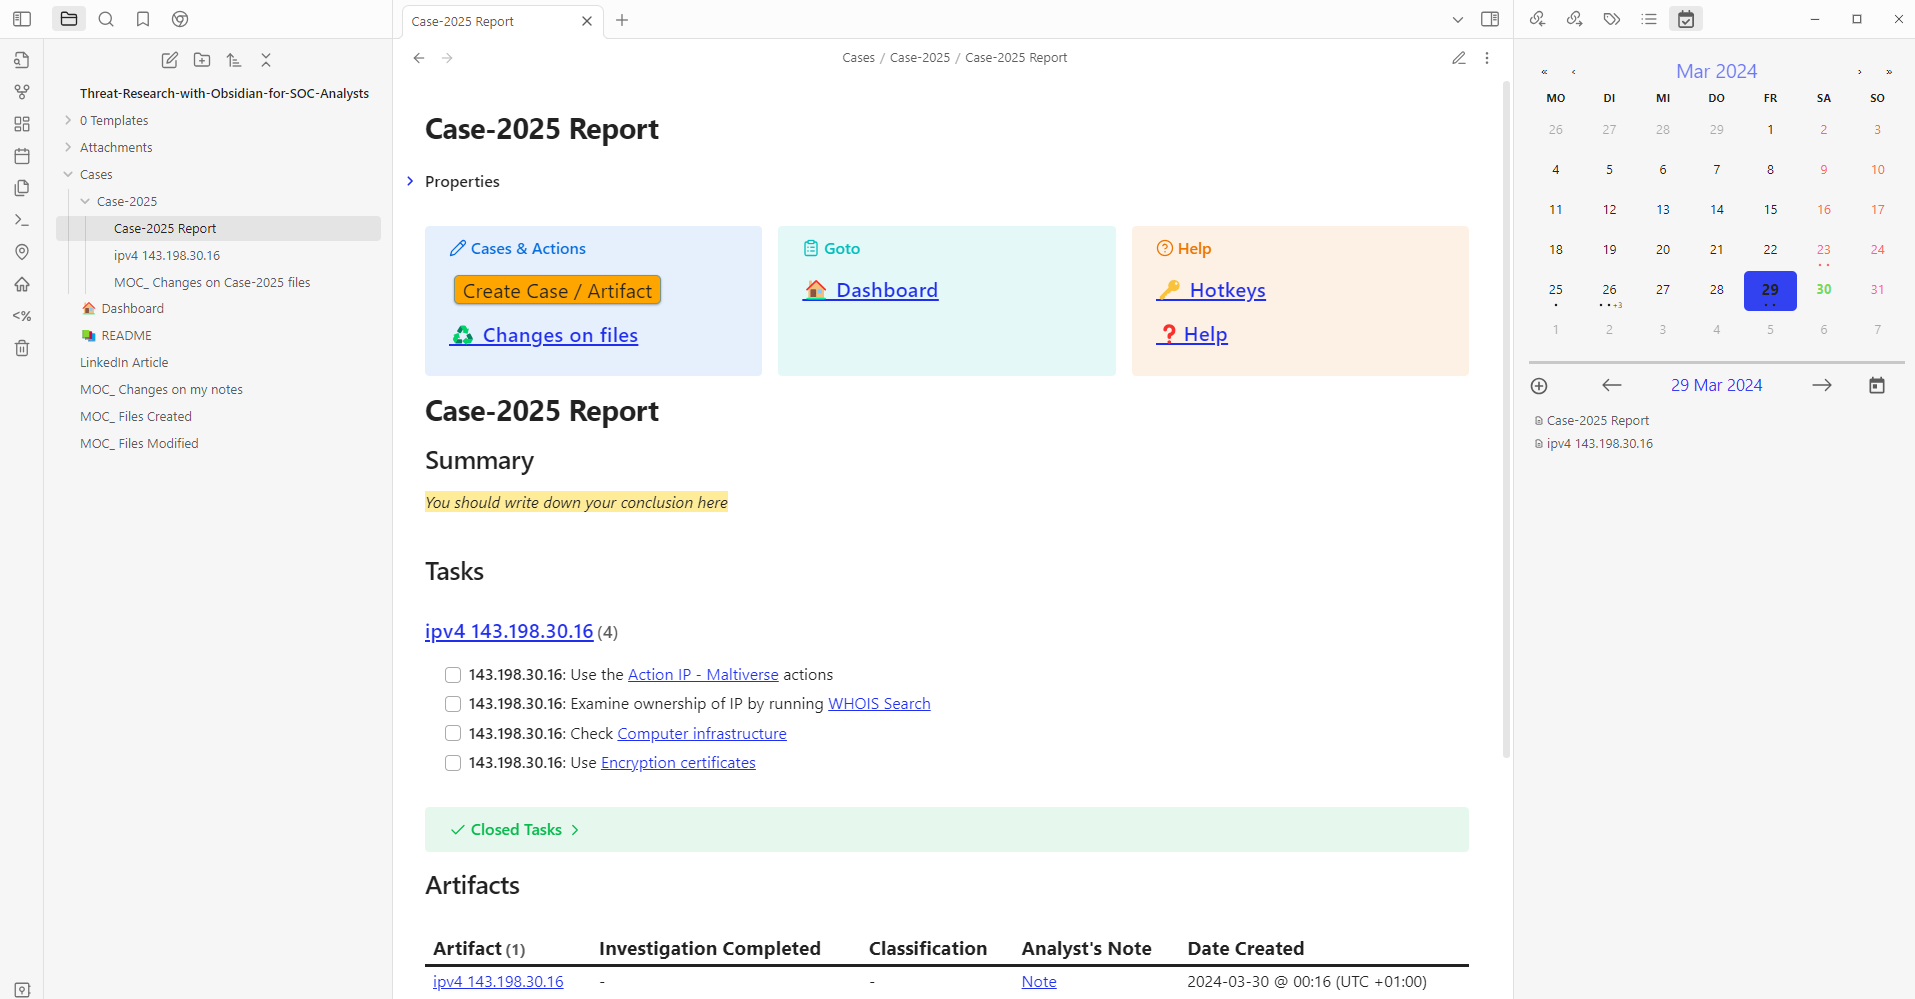 Case-2025 Report
Cases / Case-2025 / Case-2025 Report
Threat-Research-with-Obsidian-for-SOC-Analysts
0 Templates
Attachments
Cases
Case-2025
Case-2025 Report
ipv4 143.198.30.16
MOC_ Changes on Case-2025 files
Dashboard
README
LinkedIn Article
MOC_ Changes on my notes
MOC_ Files Created
MOC_ Files Modified
<%
Case-2025 Report
Properties
Cases & Actions
Create Case / Artifact
Changes on files
Goto
Dashboard
Help
Hotkeys
Help
Case-2025 Report
Summary
You should write down your conclusion here
Tasks
ipv4 143.198.30.16 (4)
143.198.30.16: Use the Action IP - Maltiverse actions
143.198.30.16: Examine ownership of IP by running WHOIS Search
143.198.30.16: Check Computer infrastructure
143.198.30.16: Use Encryption certificates
Closed Tasks
Artifacts
Artifact (1) Investigation Completed Classification Analyst's Note Date Created
ipv4 143.198.30.16 - - Note 2024-03-30 @ 00:16 (UTC +01:00)
« ‹ Mar 2024 › »
MO DI MI DO FR SA SO
26 27 28 29 1 2 3
4 5 6 7 8 9 10
11 12 13 14 15 16 17
18 19 20 21 22 23 24
25 26 27 28 29 30 31
+3
1 2 3 4 5 6 7
29 Mar 2024
Case-2025 Report
ipv4 143.198.30.16